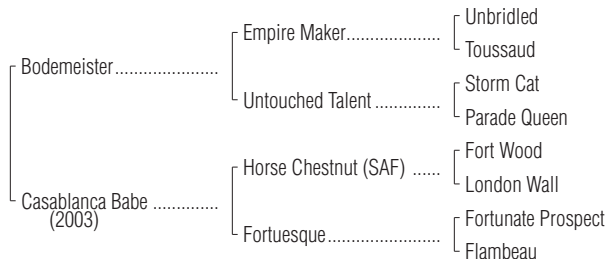 Unbridled
Empire Maker....................
Toussaud
Bodemeister......................
Storm Cat
Untouched Talent ..............
Parade Queen
Fort Wood
Horse Chestnut (SAF) ......
London Wall
Casablanca Babe ..............
(2003)
Fortunate Prospect
Fortuesque........................
Flambeau